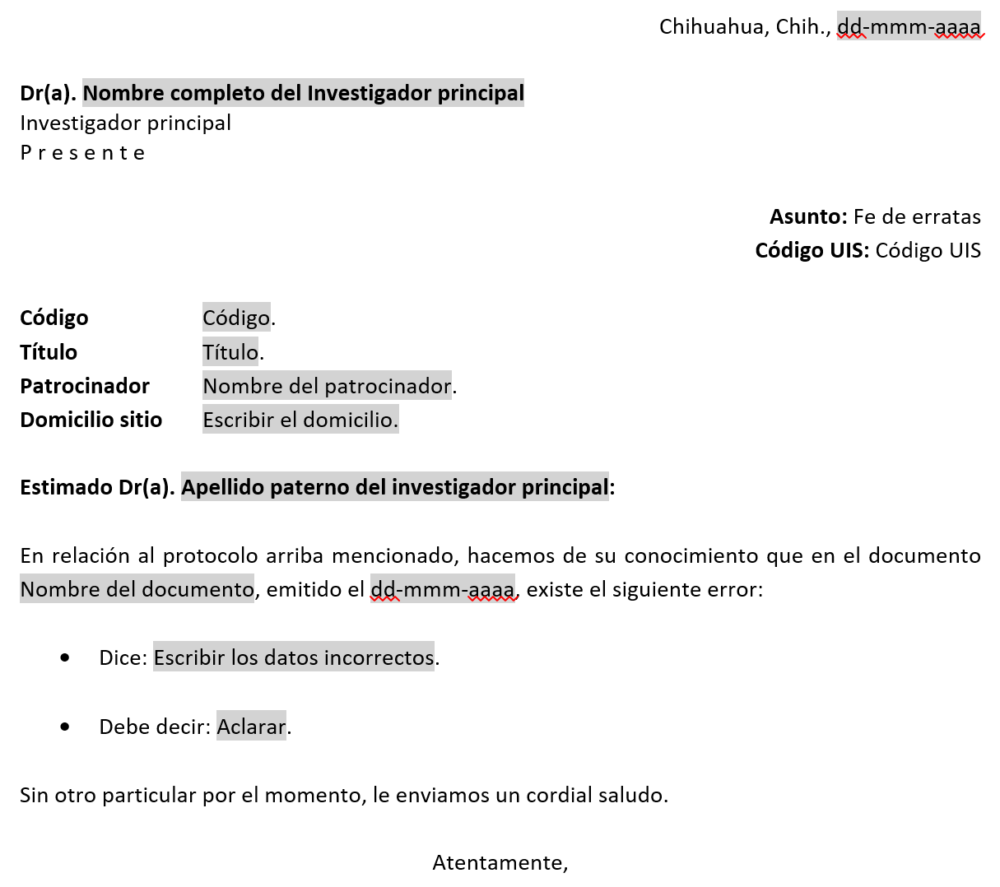 Chihuahua, Chih., dd-mmm-aaaa
Dr(a). Nombre completo del Investigador principal
Investigador principal
P r e s e n t e
Asunto: Fe de erratas
Código UIS: Código UIS
Código Código.
Título Título.
Patrocinador Nombre del patrocinador.
Domicilio sitio Escribir el domicilio.
Estimado Dr(a). Apellido paterno del investigador principal:
En relación al protocolo arriba mencionado, hacemos de su conocimiento que en el documento
Nombre del documento, emitido el dd-mmm-aaaa, existe el siguiente error:
• Dice: Escribir los datos incorrectos.
• Debe decir: Aclarar.
Sin otro particular por el momento, le enviamos un cordial saludo.
Atentamente,